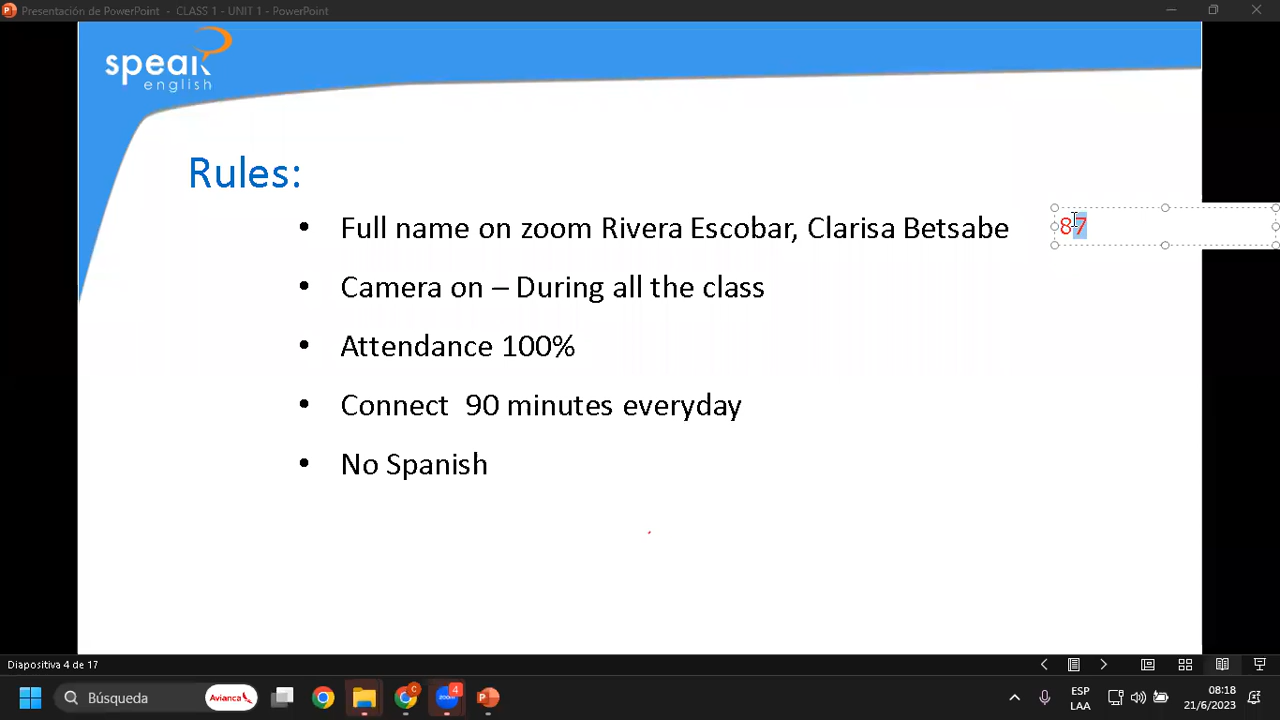 Presentación de PowerPoint - CLASS 1 - UNIT 1 - PowerPoint
speak
english
Rules:
• Full name on zoom Rivera Escobar, Clarisa Betsabe
87
• Camera on – During all the class
• Attendance 100%
• Connect 90 minutes everyday
• No Spanish
Diapositiva 4 de 17
Búsqueda
Avianca
C
4
ESP
LAA
08:18
21/6/2023